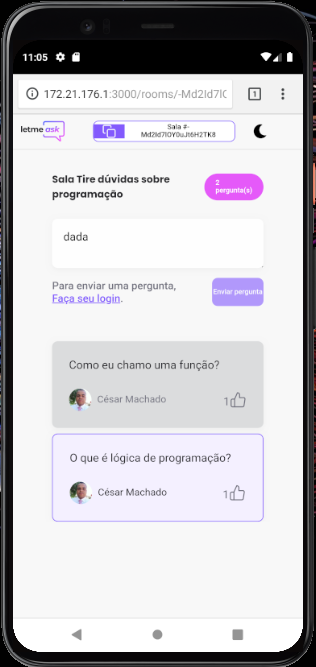 11:05
172.21.176.1:3000/rooms/-Md2Id7lC
1
letmeask
Sala #-
Md2Id7lOY0uJt6H2TK8
Sala Tire dúvidas sobre
programação
2
pergunta(s)
dada
Para enviar uma pergunta,
Faça seu login.
Enviar pergunta
Como eu chamo uma função?
César Machado
1
O que é lógica de programação?
César Machado
1